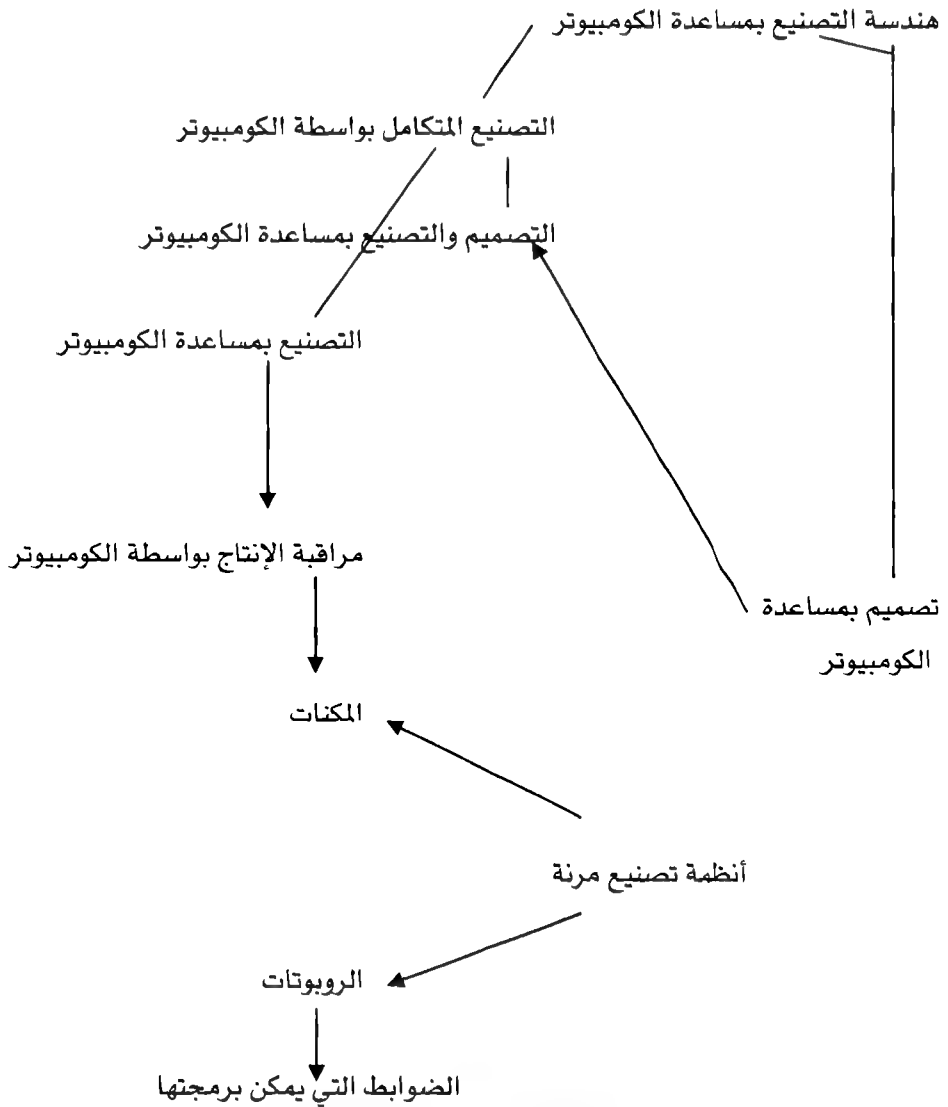 هندسة التصنيع بمساعدة الكومبيوتر
التصنيع المتكامل بواسطة الكومبيوتر
التصميم والتصنيع بمساعدة الكومبيوتر
التصنيع بمساعدة الكومبيوتر
مراقبة الإنتاج بواسطة الكومبيوتر
تصميم بمساعدة
الكومبيوتر
المكنات
أنظمة تصنيع مرنة
الروبوتات
الضوابط التي يمكن برمجتها